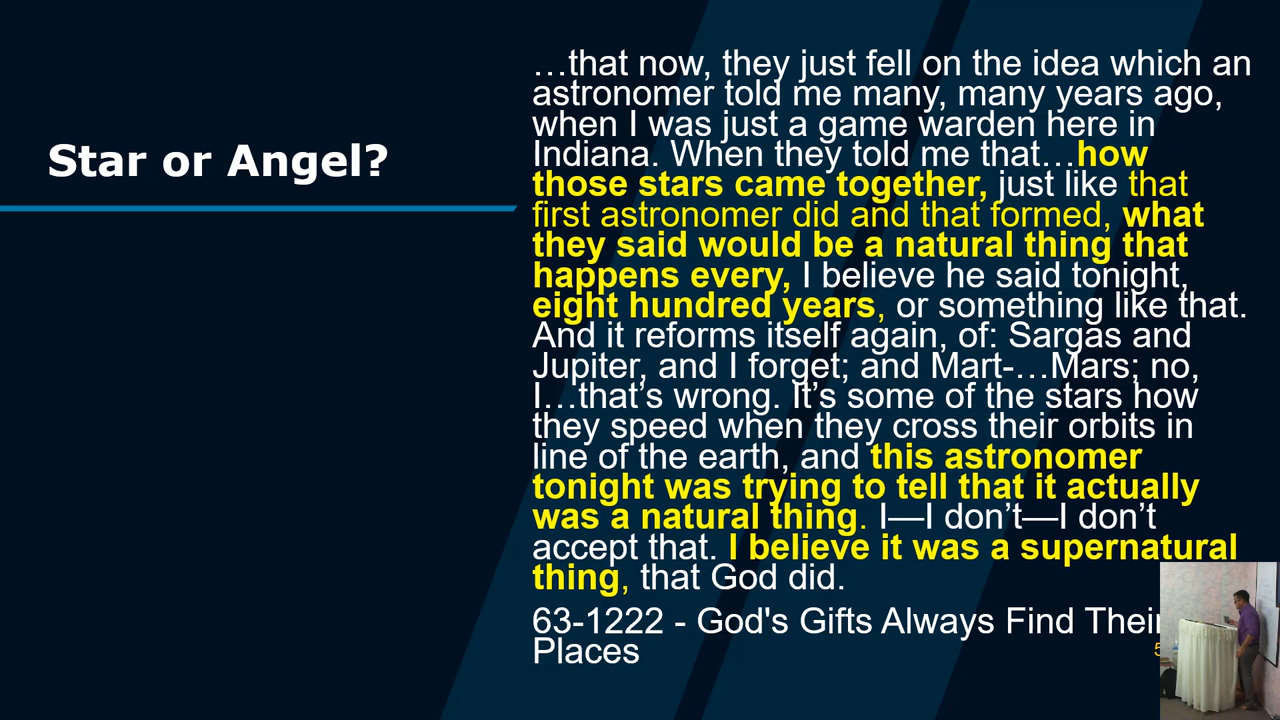 Star or Angel?
…that now, they just fell on the idea which an
astronomer told me many, many years ago,
when I was just a game warden here in
Indiana. When they told me that…how
those stars came together, just like that
first astronomer did and that formed, what
they said would be a natural thing that
happens every, I believe he said tonight,
eight hundred years, or something like that.
And it reforms itself again, of: Sargas and
Jupiter, and I forget; and Mart-…Mars; no,
I…that’s wrong. It’s some of the stars how
they speed when they cross their orbits in
line of the earth, and this astronomer
tonight was trying to tell that it actually
was a natural thing. I—I don’t—I don’t
accept that. I believe it was a supernatural
thing, that God did.
63-1222 - God's Gifts Always Find Their
Places
5